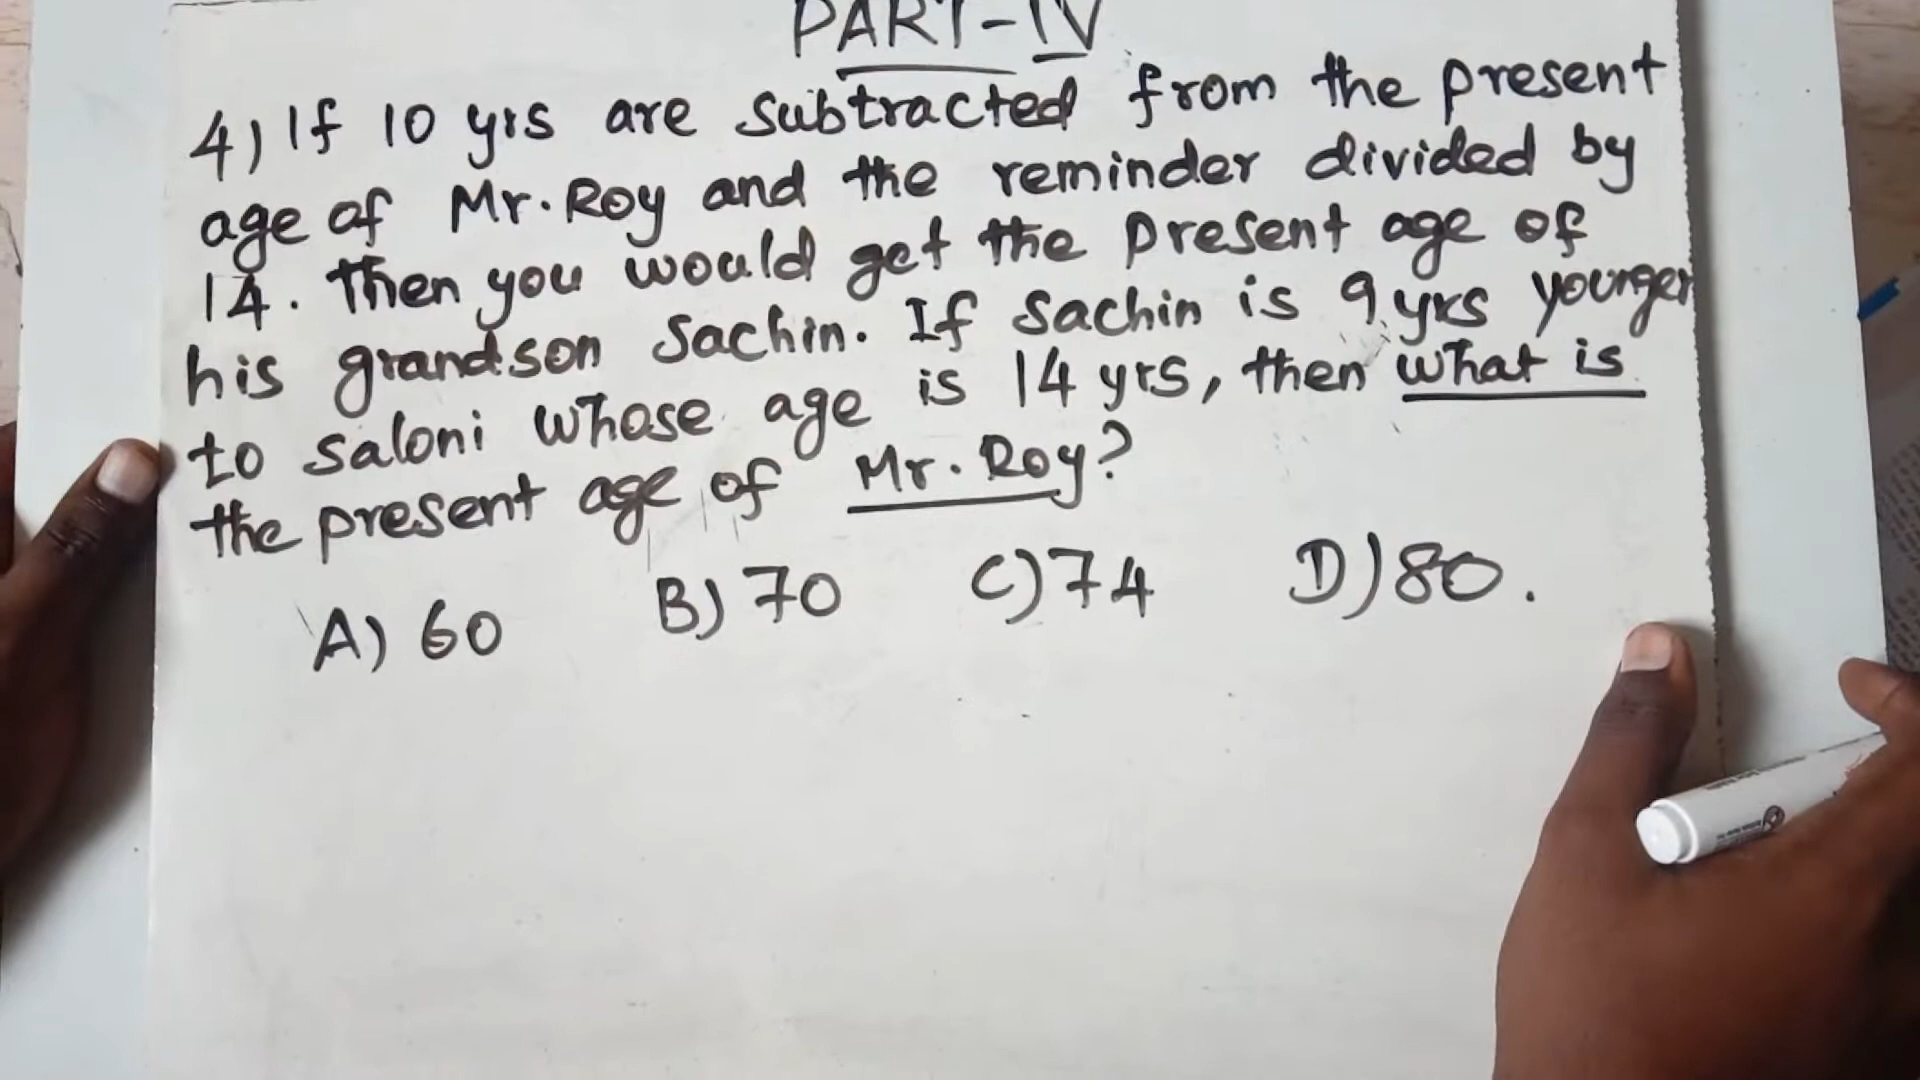 PART-IV
4) If 10 yrs are subtracted from the present
age of Mr. Roy and the reminder divided by
14. Then you would get the present age of
his grandson Sachin. If Sachin is 9 yrs younger
to saloni whose age is 14 yrs, then what is
the present age of Mr. Roy?
A) 60 B) 70 C) 74 D) 80.